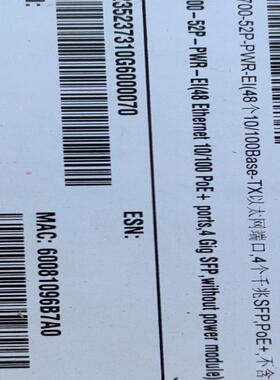 700-52P-PWR-EI(48个10/100Base-TX以太网端口,4个千兆SFP,PoE+,不含
700-52P-PWR-EI(48 Ethernet 10/100 PoE+ ports,4 Gig SFP,without power module)
35223731OG6000070
ESN:
MAC: 60081096B7A0